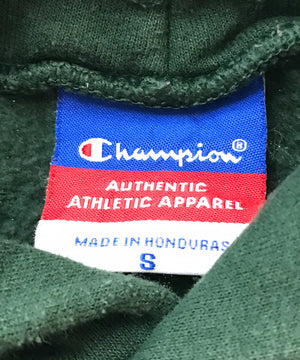 Champion®
AUTHENTIC
ATHLETIC APPAREL
MADE IN HONDURAS
S